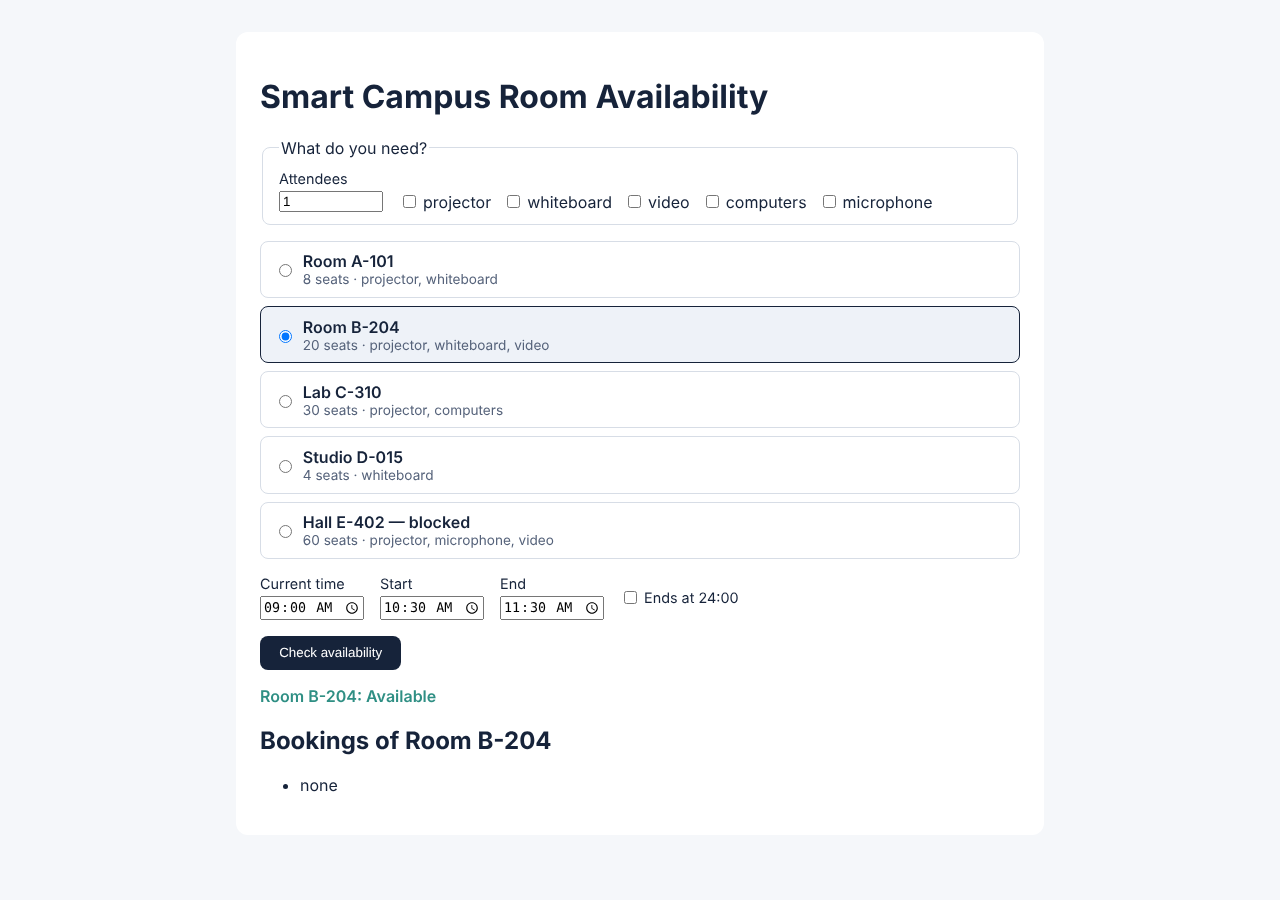 Smart Campus Room Availability
What do you need?
Attendees
1 projector whiteboard video computers microphone
Room A-101
8 seats · projector, whiteboard
Room B-204
20 seats · projector, whiteboard, video
Lab C-310
30 seats · projector, computers
Studio D-015
4 seats · whiteboard
Hall E-402 — blocked
60 seats · projector, microphone, video
Current time Start End
09:00 AM 10:30 AM 11:30 AM Ends at 24:00
Check availability
Room B-204: Available
Bookings of Room B-204
• none